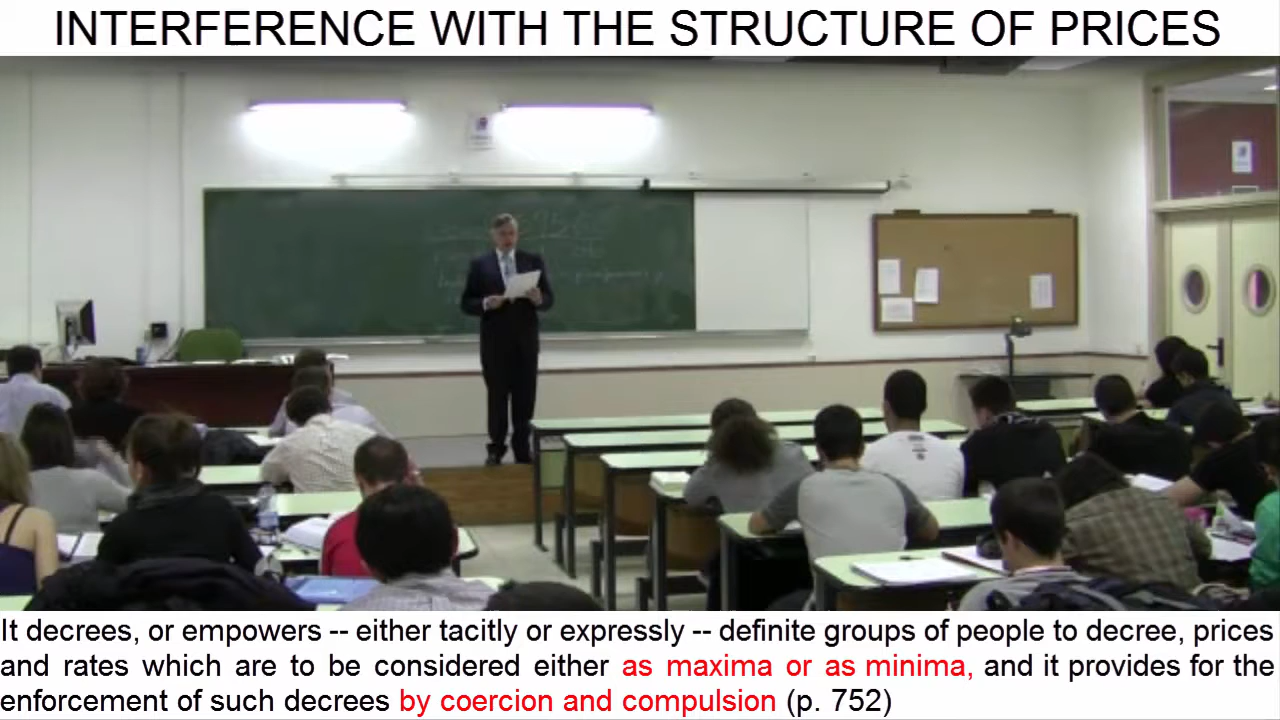 INTERFERENCE WITH THE STRUCTURE OF PRICES
It decrees, or empowers -- either tacitly or expressly -- definite groups of people to decree, prices
and rates which are to be considered either as maxima or as minima, and it provides for the
enforcement of such decrees by coercion and compulsion (p. 752)